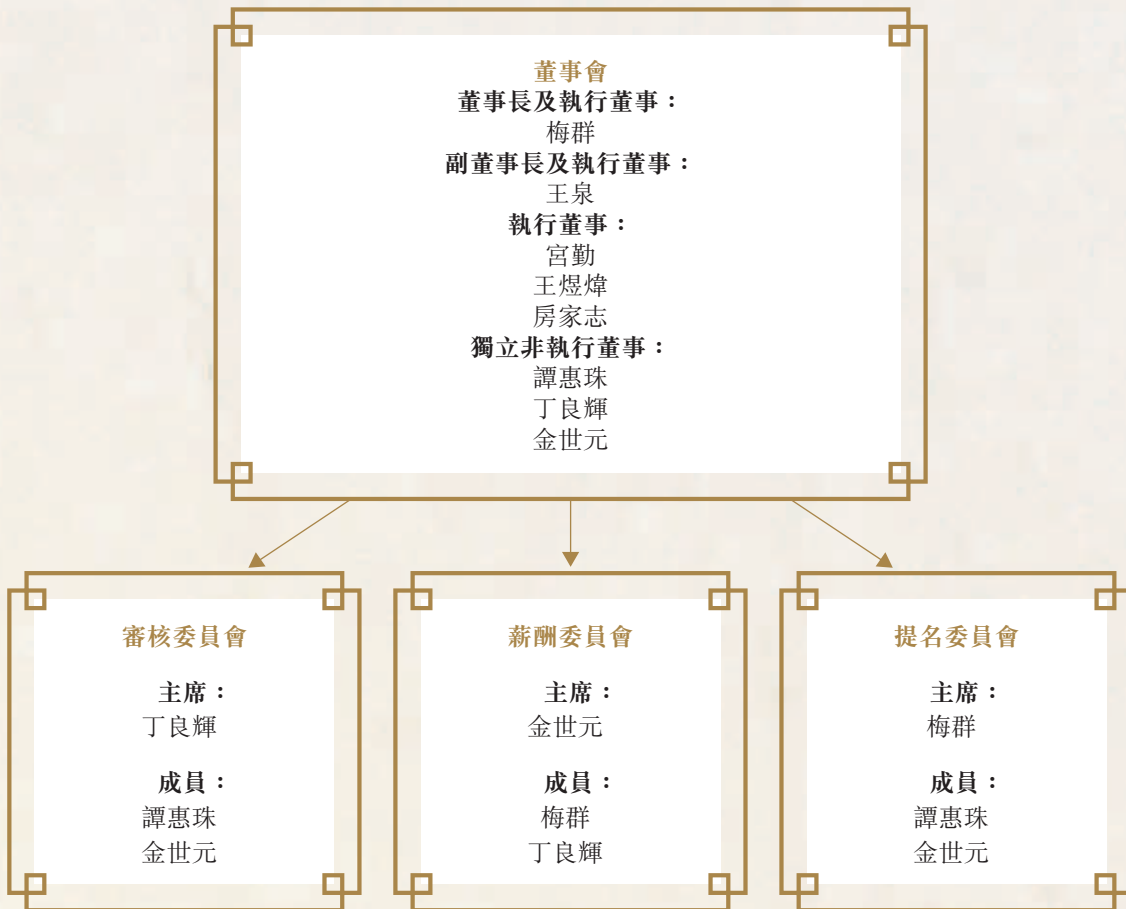 董事會
董事長及執行董事：
梅群
副董事長及執行董事：
王泉
執行董事：
宮勤
王煜煒
房家志
獨立非執行董事：
譚惠珠
丁良輝
金世元
審核委員會
主席：
丁良輝
成員：
譚惠珠
金世元
薪酬委員會
主席：
金世元
成員：
梅群
丁良輝
提名委員會
主席：
梅群
成員：
譚惠珠
金世元